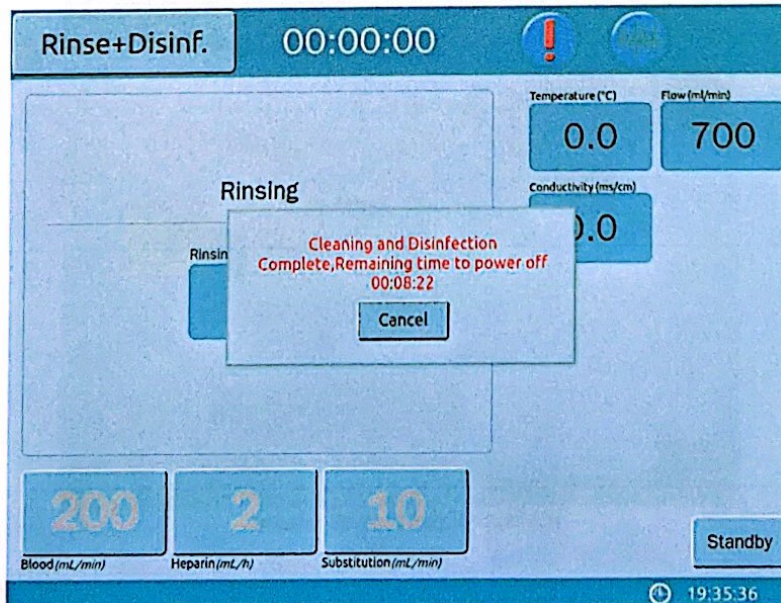 Rinse+Disinf.
00:00:00
Temperature (°C)
Flow (ml/min)
0.0
700
Conductivity (ms/cm)
.0
Rinsing
Rinsin
Cleaning and Disinfection
Complete,Remaining time to power off
00:08:22
Cancel
200
2
10
Blood (mL/min)
Heparin (mL/h)
Substitution (mL/min)
Standby
19:35:36